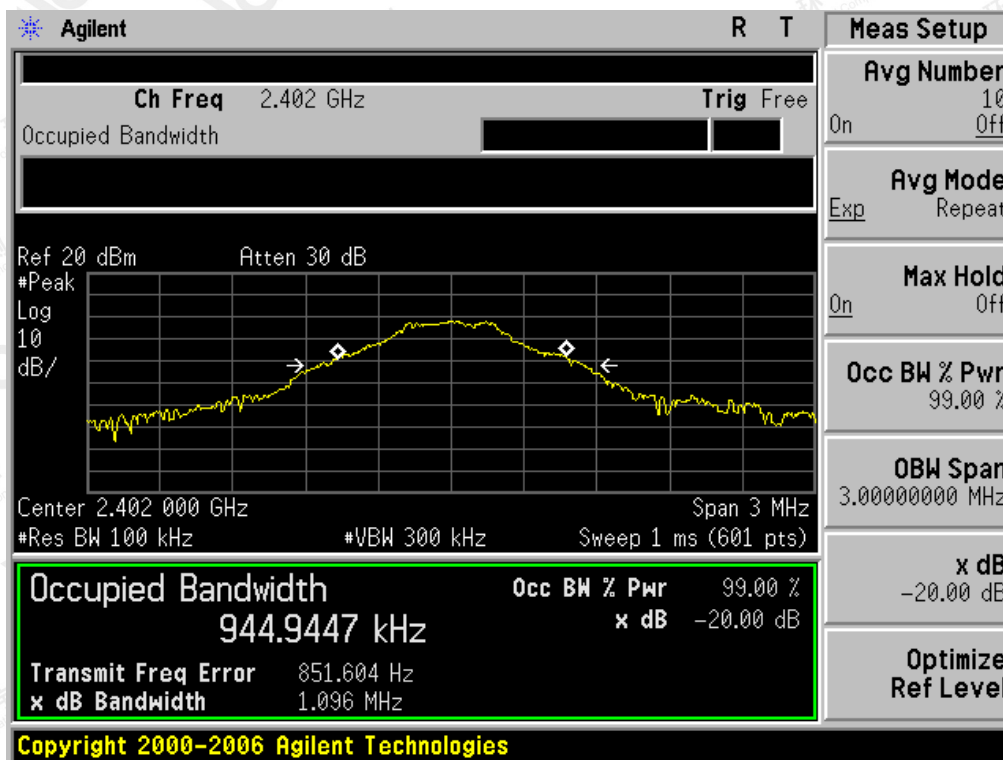 Agilent
R T
Meas Setup
Ch Freq 2.402 GHz
Trig Free
Occupied Bandwidth
Ref 20 dBm
Atten 30 dB
#Peak
Log
10
dB/
Center 2.402 000 GHz
Span 3 MHz
#Res BW 100 kHz
#VBW 300 kHz
Sweep 1 ms (601 pts)
Occupied Bandwidth
944.9447 kHz
Occ BW % Pwr 99.00 %
x dB -20.00 dB
Transmit Freq Error 851.604 Hz
x dB Bandwidth 1.096 MHz
Avg Number
10
On Off
Avg Mode
Exp Repeat
Max Hold
On Off
Occ BW % Pwr
99.00 %
OBW Span
3.00000000 MHz
x dB
-20.00 dB
Optimize
Ref Level
Copyright 2000-2006 Agilent Technologies